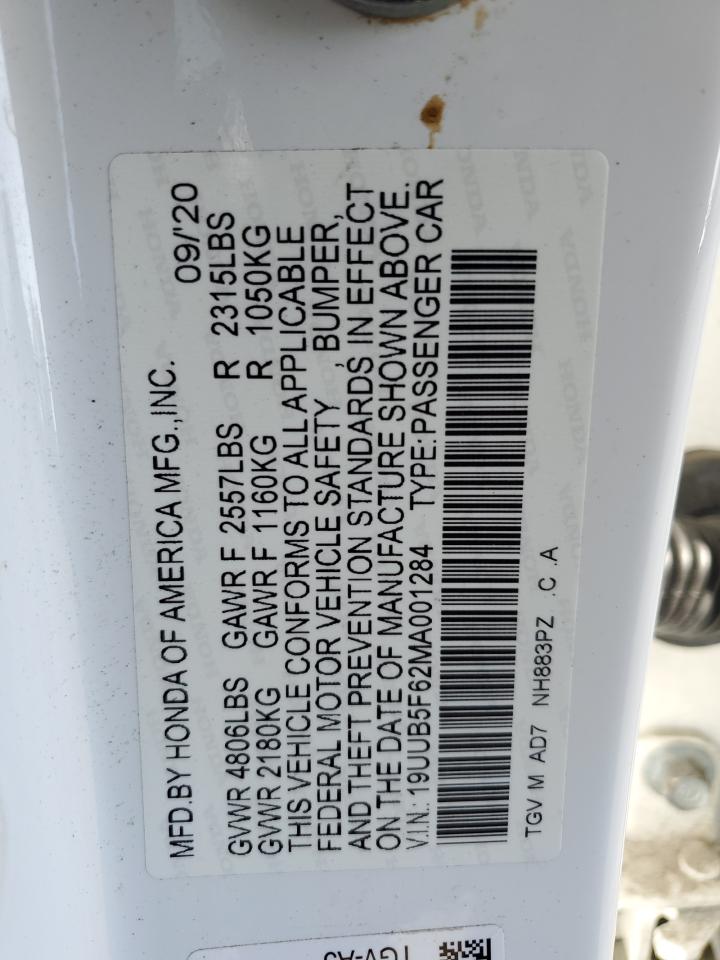 MFD.BY HONDA OF AMERICA MFG.,INC. 09/'20
GVWR 4806LBS GAWR F 2557LBS R 2315LBS
GVWR 2180KG GAWR F 1160KG R 1050KG
THIS VEHICLE CONFORMS TO ALL APPLICABLE
FEDERAL MOTOR VEHICLE SAFETY , BUMPER,
AND THEFT PREVENTION STANDARDS IN EFFECT
ON THE DATE OF MANUFACTURE SHOWN ABOVE.
V.I.N.: 19UUB5F62MA001284 TYPE:PASSENGER CAR
TGV M AD7 NH883PZ .C .A